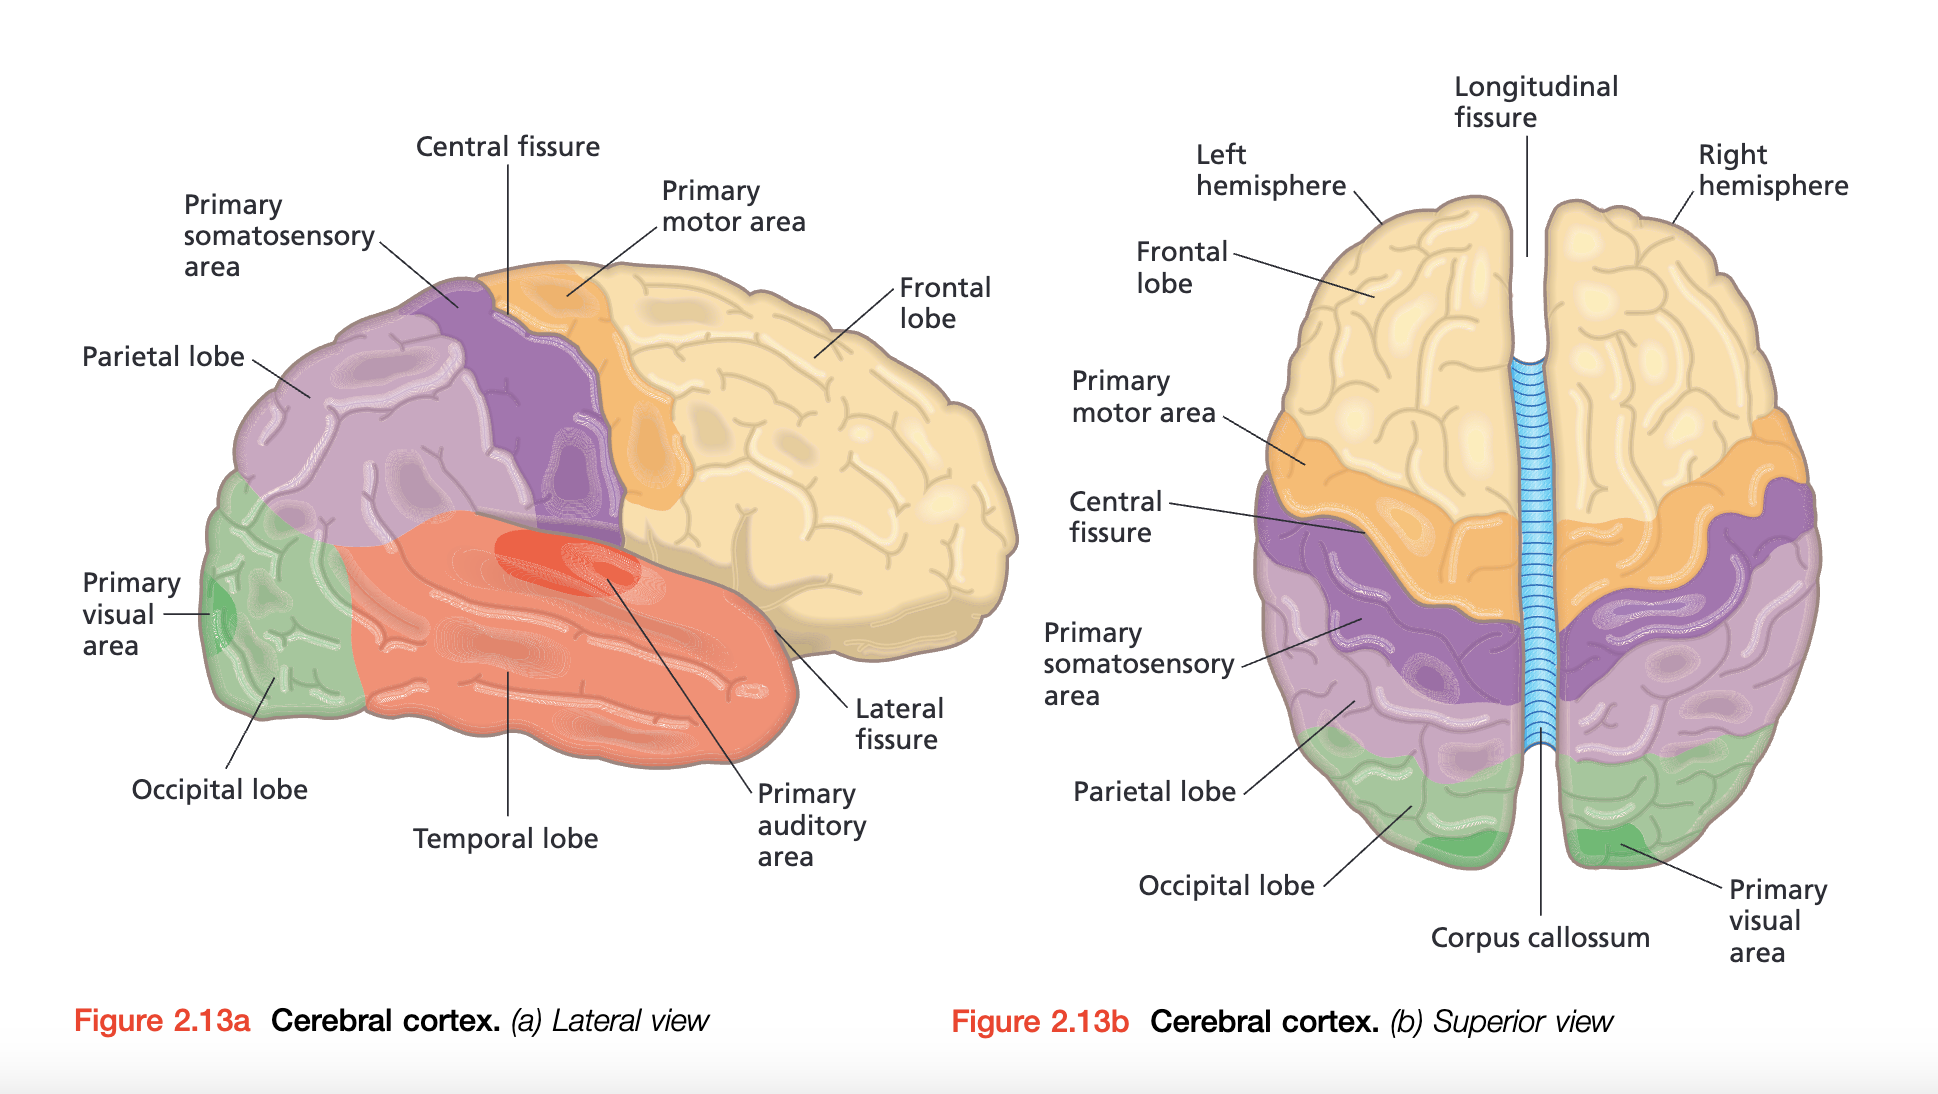 Central fissure
Primary
somatosensory
area
Primary
motor area
Frontal
lobe
Parietal lobe
Primary
visual
area
Lateral
fissure
Occipital lobe
Temporal lobe
Primary
auditory
area
Figure 2.13a Cerebral cortex. (a) Lateral view
Longitudinal
fissure
Left
hemisphere
Right
hemisphere
Frontal
lobe
Primary
motor area
Central
fissure
Primary
somatosensory
area
Parietal lobe
Occipital lobe
Corpus callossum
Primary
visual
area
Figure 2.13b Cerebral cortex. (b) Superior view